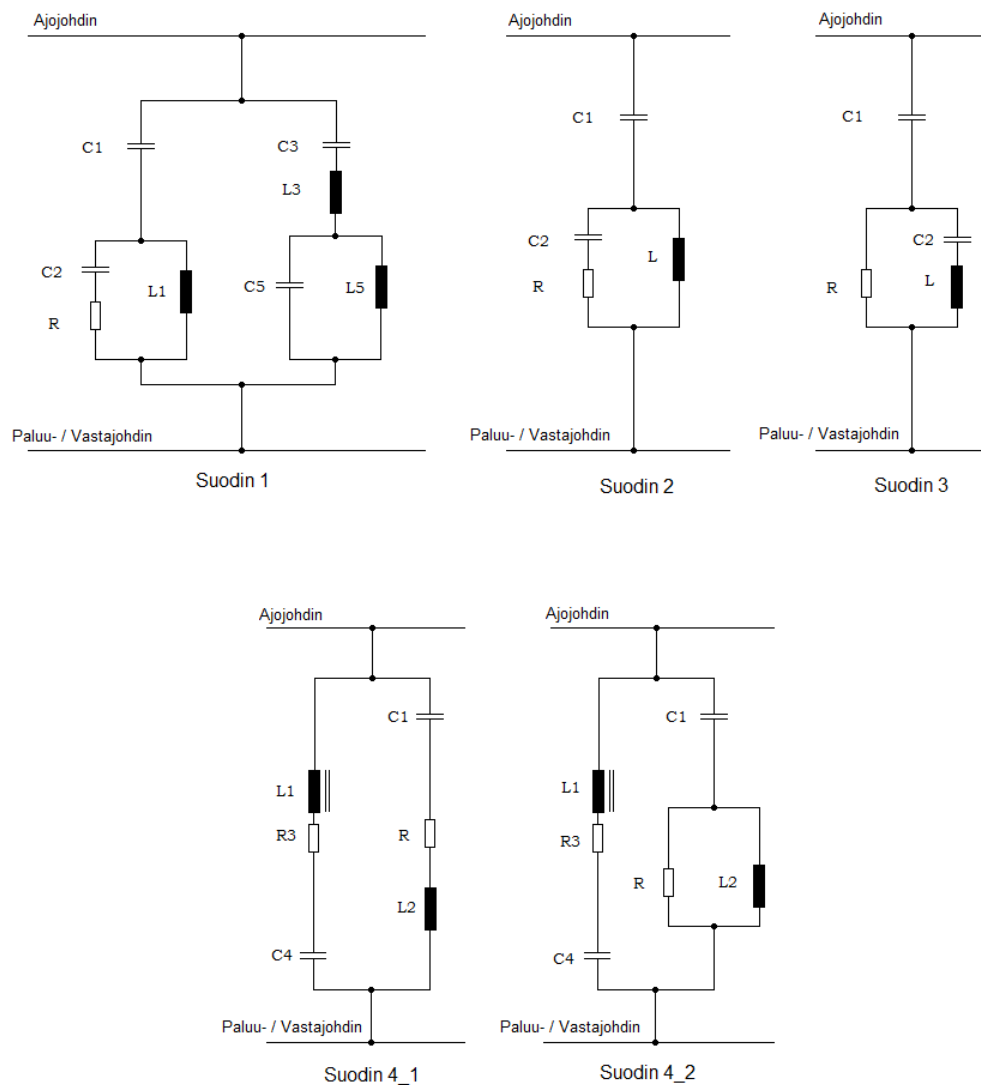 Ajojohdin
C1
C3
L3
C2
R
L1
C5
L5
Paluu- / Vastajohdin
Suodin 1
Ajojohdin
C1
C2
R
L
Paluu- / Vastajohdin
Suodin 2
Ajojohdin
C1
R
C2
L
Paluu- / Vastajohdin
Suodin 3
Ajojohdin
C1
L1
R3
R
L2
C4
Paluu- / Vastajohdin
Suodin 4_1
Ajojohdin
C1
L1
R3
R
L2
C4
Paluu- / Vastajohdin
Suodin 4_2